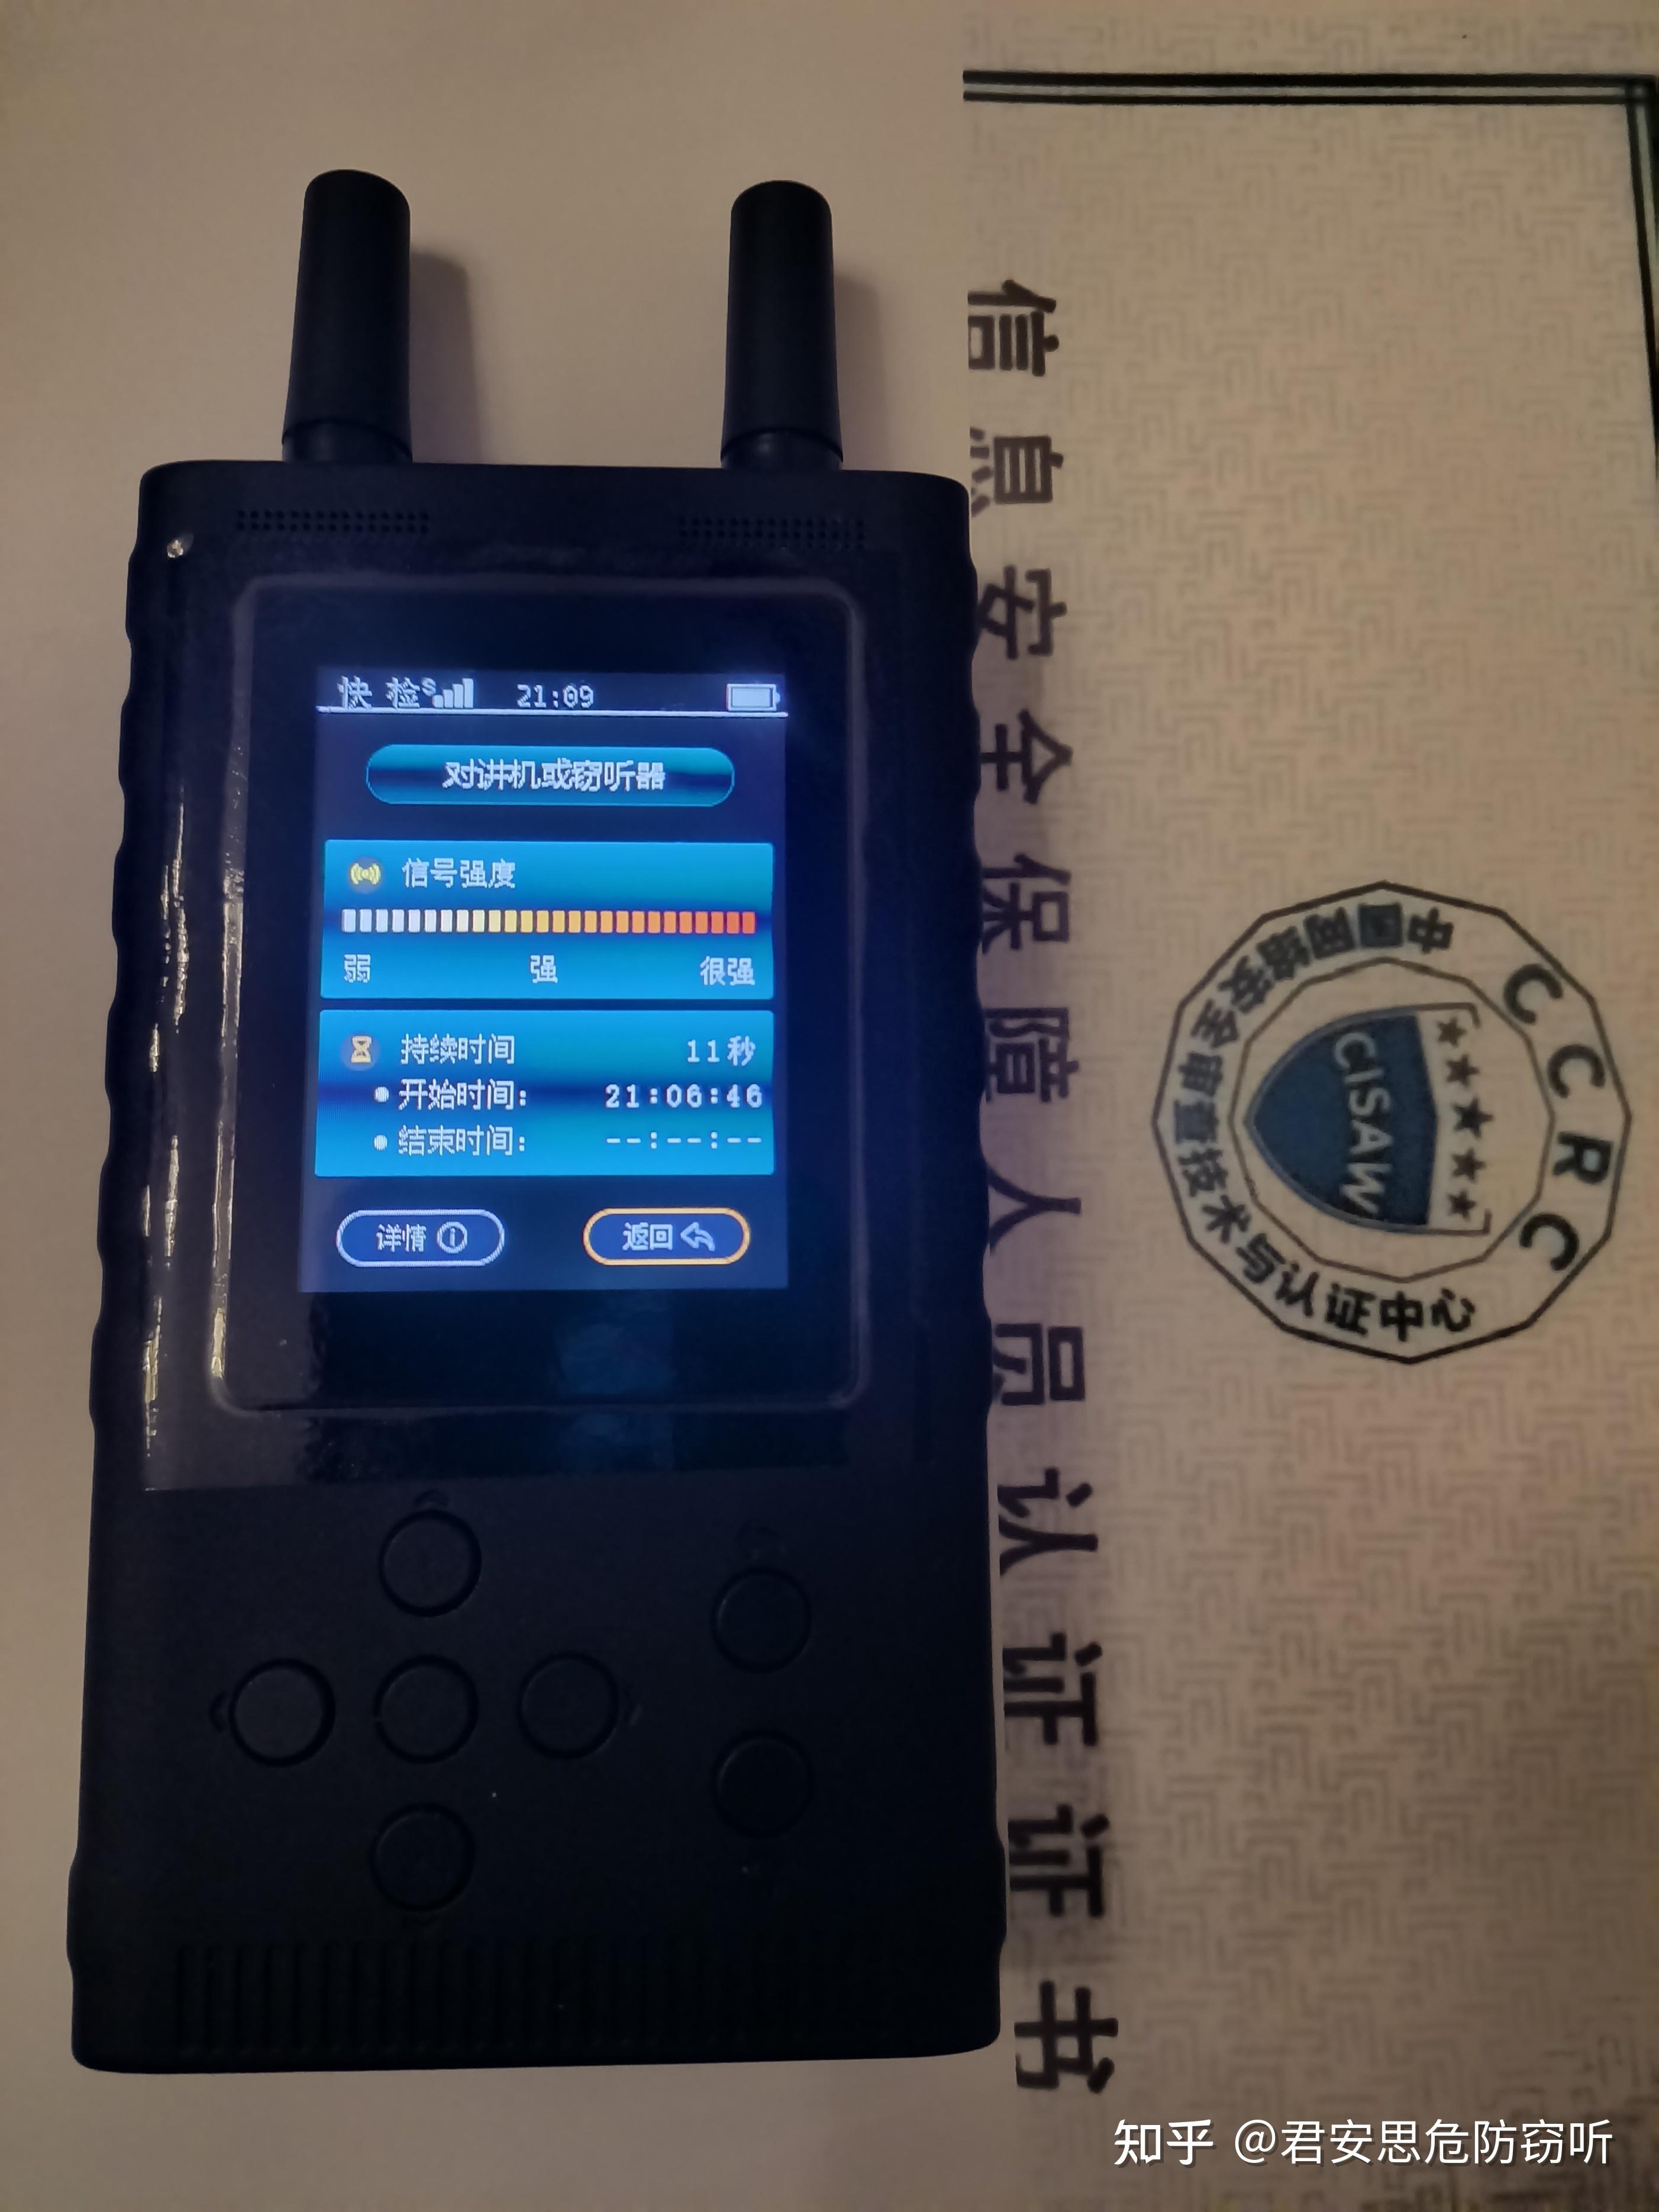 快检 S 21:09
对讲机或窃听器
信号强度
弱 强 很强
持续时间 11秒
开始时间: 21:06:46
结束时间: --:--:--
详情 返回
信息安全保障人员认证证书
CCRC
中国网络安全审查技术与认证中心
CISAW
知乎 @君安思危防窃听